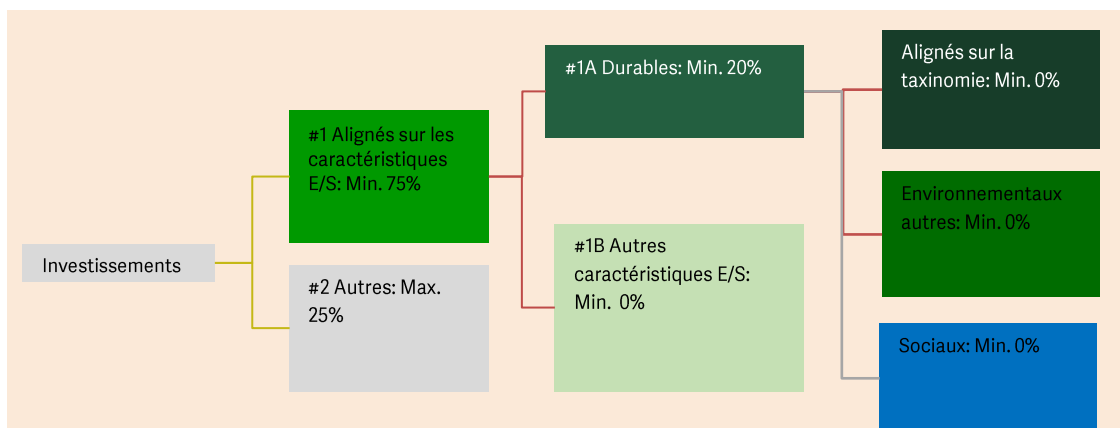 Investissements
#1 Alignés sur les
caractéristiques
E/S: Min. 75%
#2 Autres: Max.
25%
#1A Durables: Min. 20%
#1B Autres
caractéristiques E/S:
Min. 0%
Alignés sur la
taxinomie: Min. 0%
Environnementaux
autres: Min. 0%
Sociaux: Min. 0%